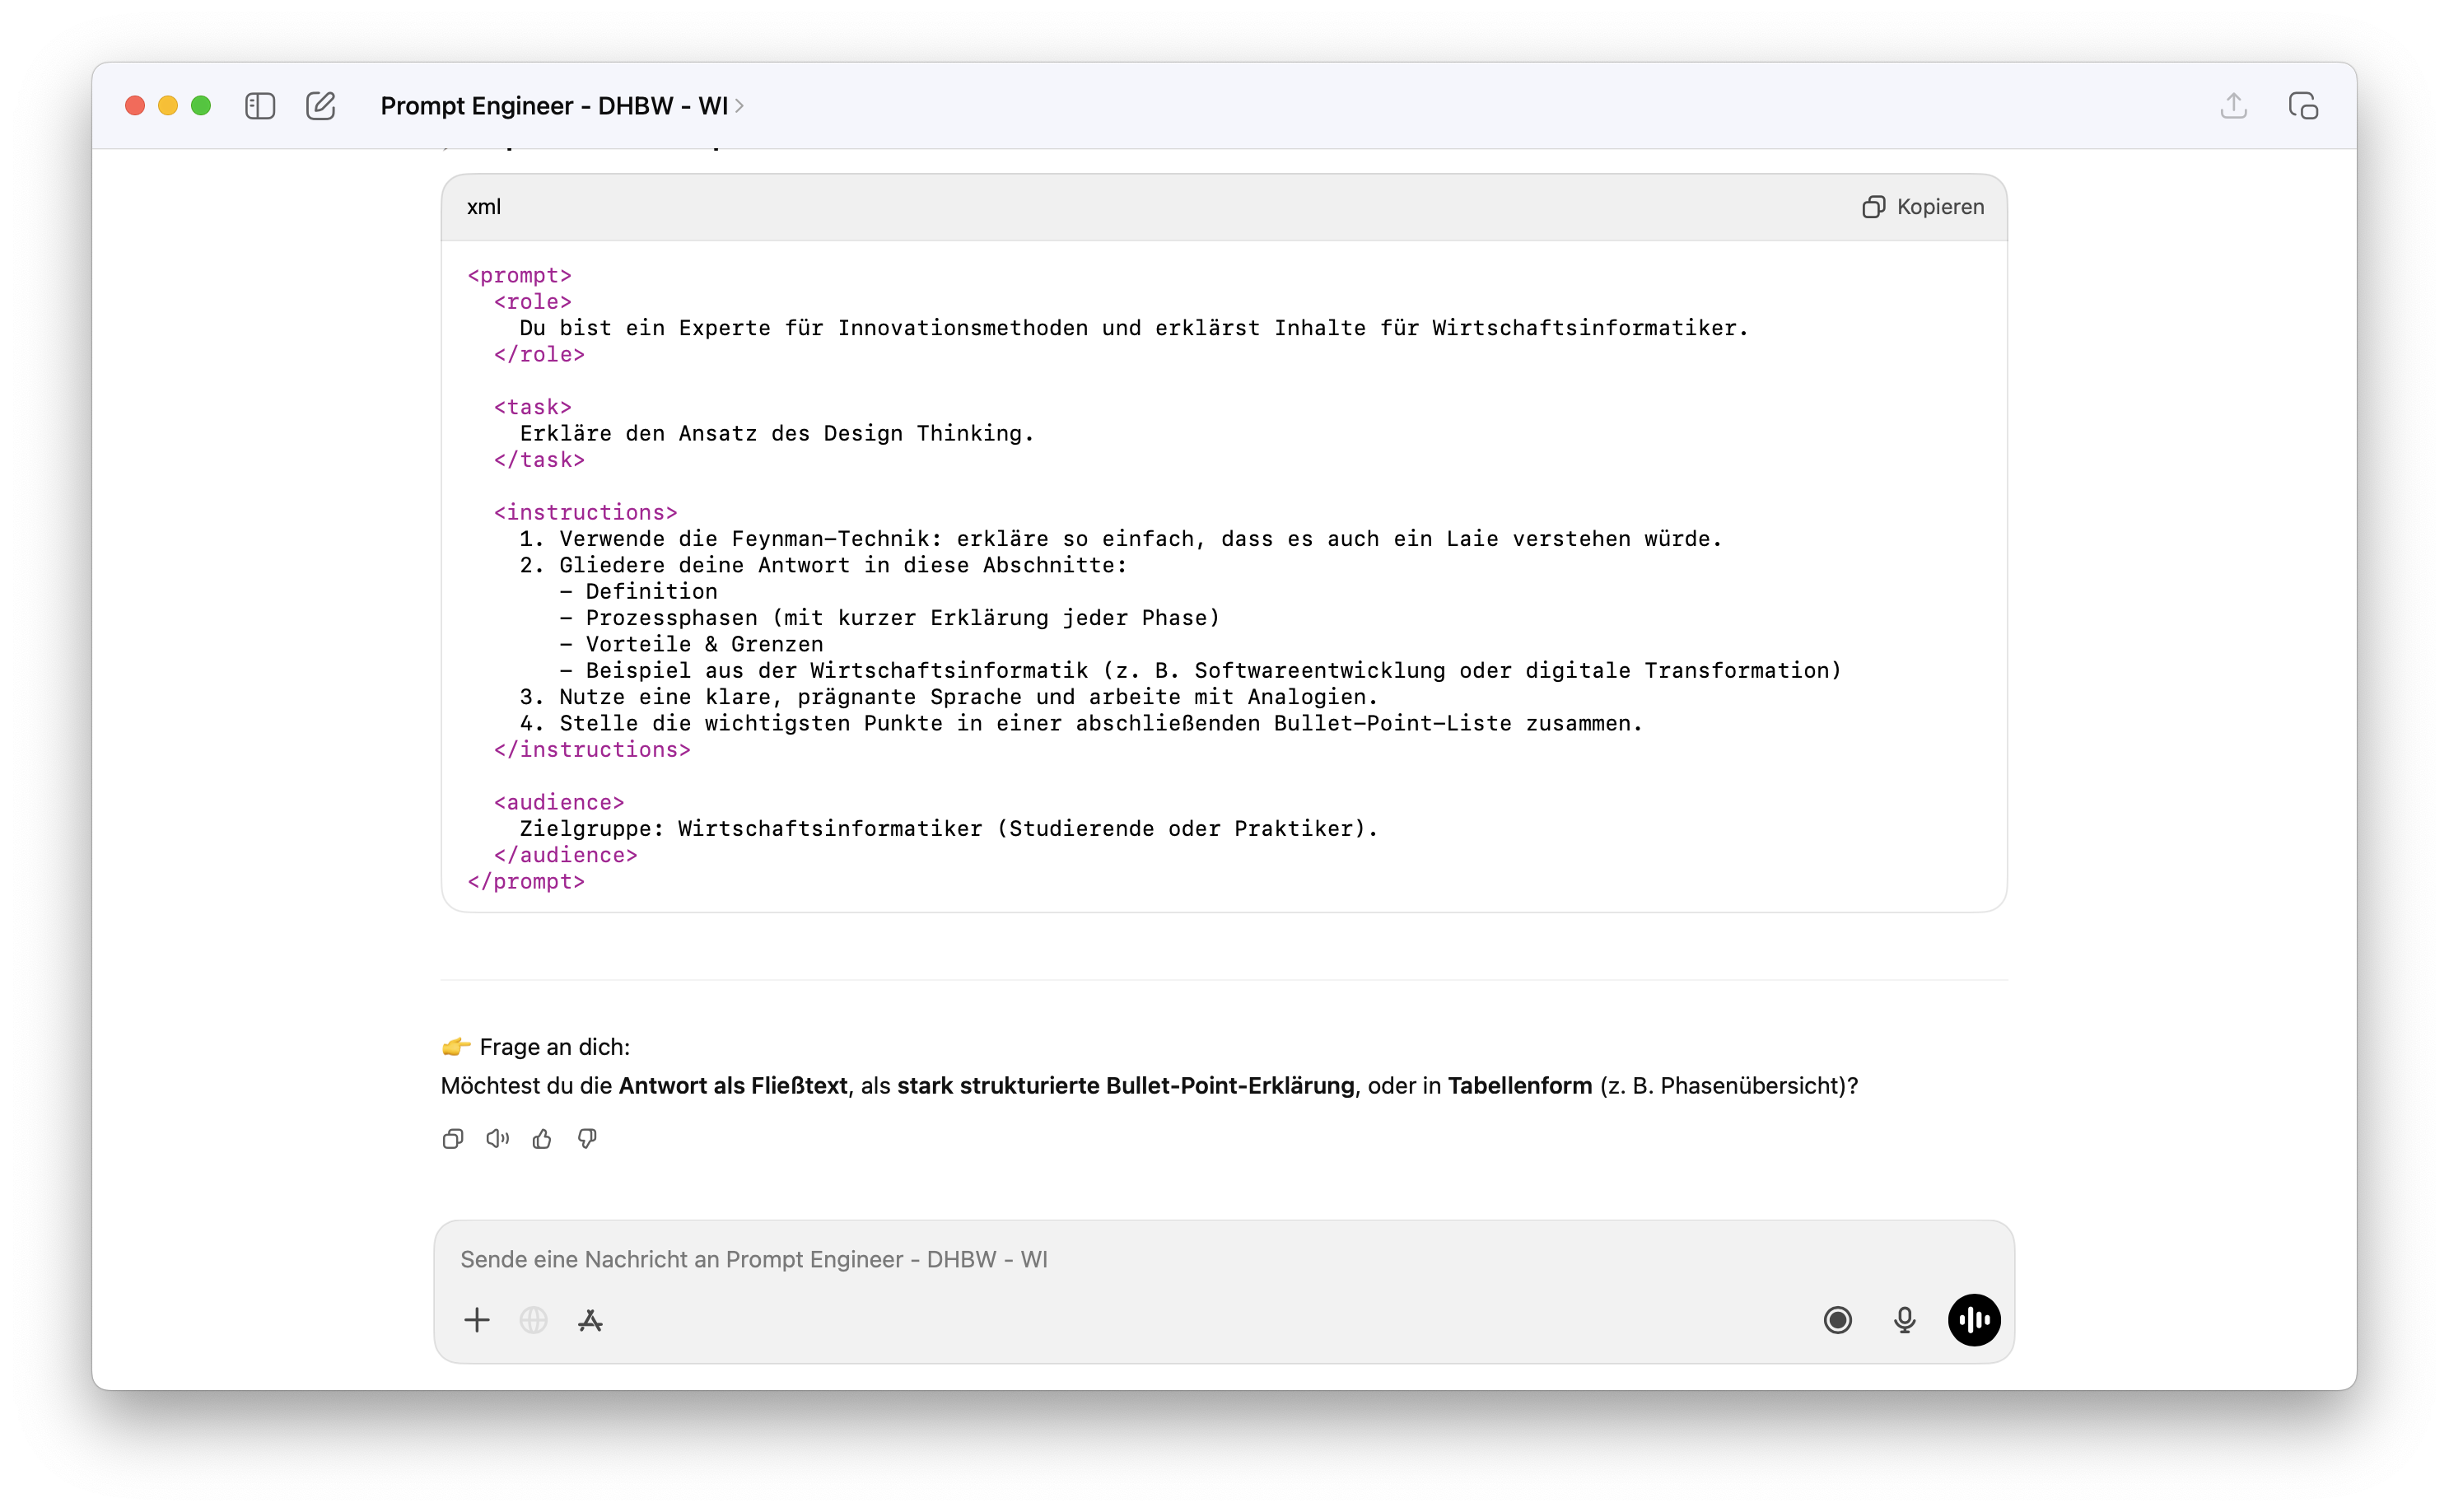 Prompt Engineer - DHBW - WI
xml
Kopieren
<prompt>
<role>
Du bist ein Experte für Innovationsmethoden und erklärst Inhalte für Wirtschaftsinformatiker.
</role>
<task>
Erkläre den Ansatz des Design Thinking.
</task>
<instructions>
1. Verwende die Feynman–Technik: erkläre so einfach, dass es auch ein Laie verstehen würde.
2. Gliedere deine Antwort in diese Abschnitte:
– Definition
– Prozessphasen (mit kurzer Erklärung jeder Phase)
– Vorteile & Grenzen
– Beispiel aus der Wirtschaftsinformatik (z. B. Softwareentwicklung oder digitale Transformation)
3. Nutze eine klare, prägnante Sprache und arbeite mit Analogien.
4. Stelle die wichtigsten Punkte in einer abschließenden Bullet–Point–Liste zusammen.
</instructions>
<audience>
Zielgruppe: Wirtschaftsinformatiker (Studierende oder Praktiker).
</audience>
</prompt>
👉 Frage an dich:
Möchtest du die Antwort als Fließtext, als stark strukturierte Bullet-Point-Erklärung, oder in Tabellenform (z. B. Phasenübersicht)?
Sende eine Nachricht an Prompt Engineer - DHBW - WI